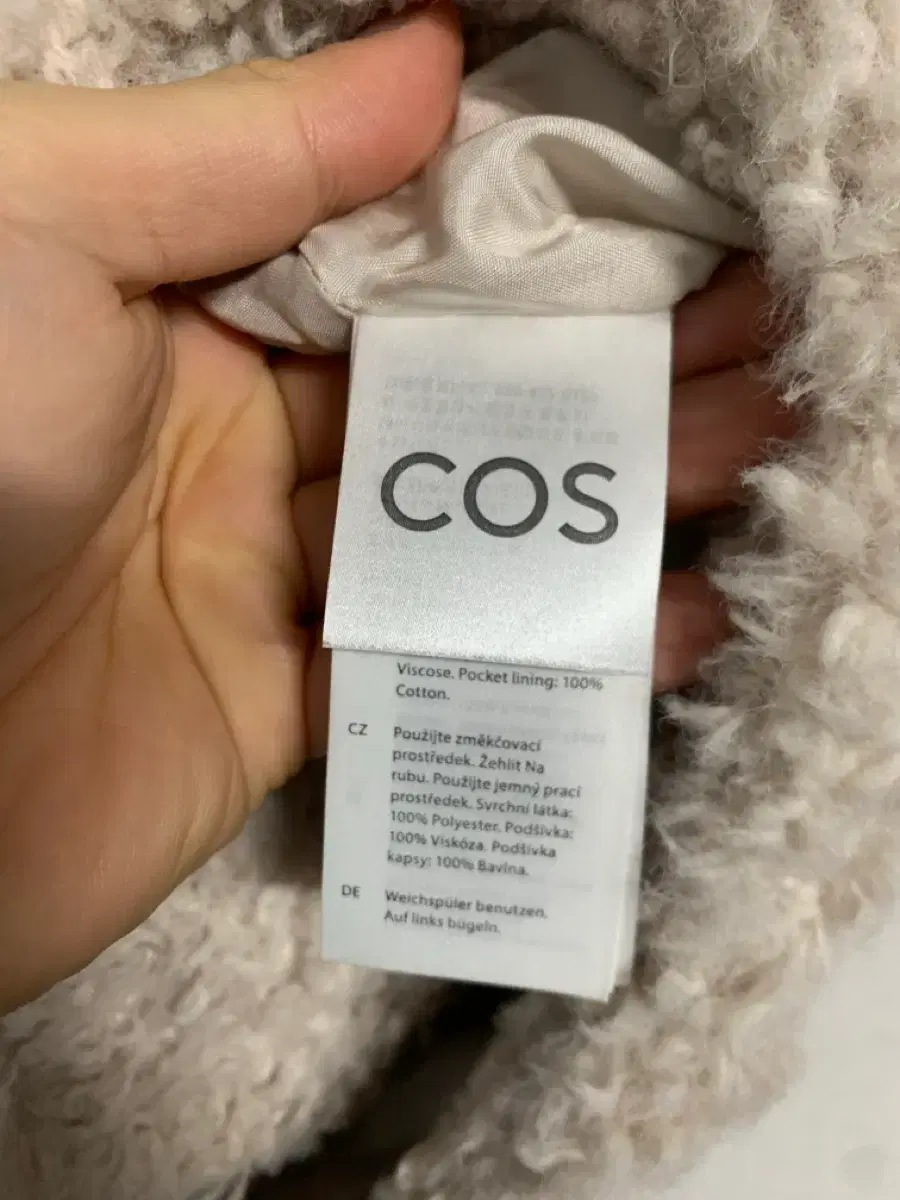 COS
Viscose. Pocket lining: 100%
Cotton.
CZ Použijte změkčovací
prostředek. Žehlit Na
rubu. Použijte jemný prací
prostředek. Svrchní látka:
100% Polyester. Podšívka:
100% Viskóza. Podšívka
kapsy: 100% Bavlna.
DE Weichspüler benutzen.
Auf links bügeln.